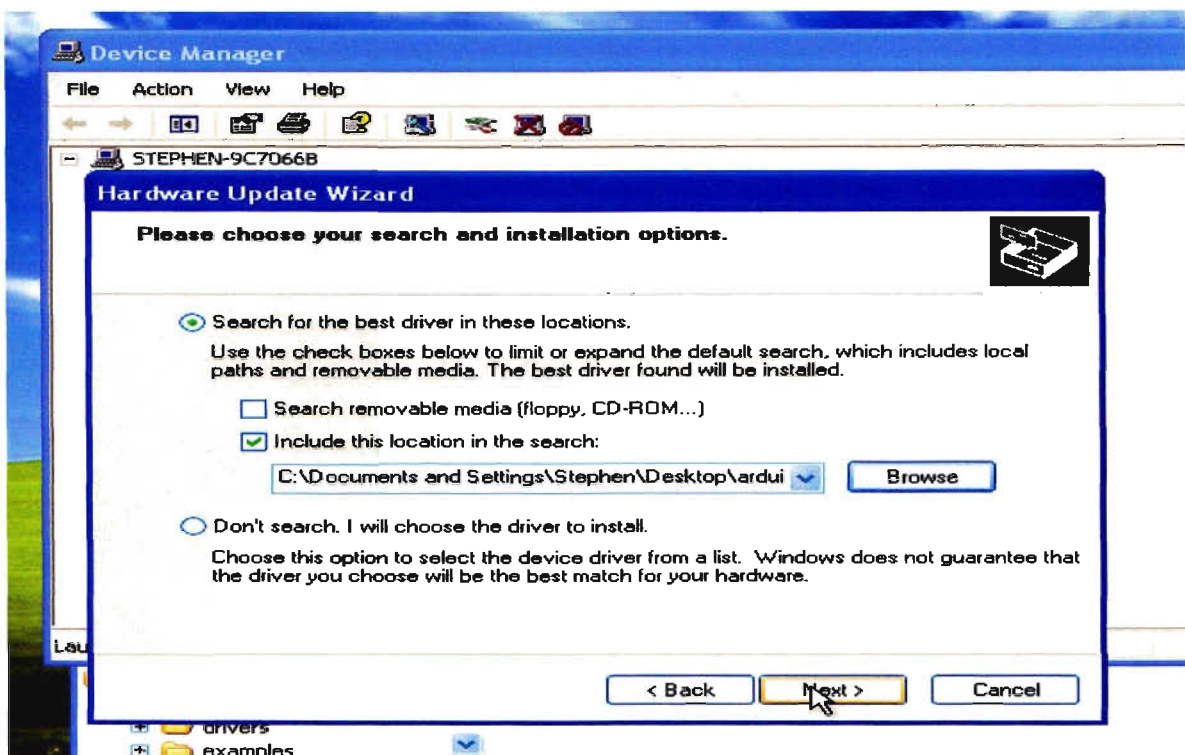 Device Manager
File Action View Help
STEPHEN-9C7066B
Hardware Update Wizard
Please choose your search and installation options.
Search for the best driver in these locations.
Use the check boxes below to limit or expand the default search, which includes local
paths and removable media. The best driver found will be installed.
Search removable media (floppy, CD-ROM...)
Include this location in the search:
C:\Documents and Settings\Stephen\Desktop\ardui
Browse
Don't search. I will choose the driver to install.
Choose this option to select the device driver from a list. Windows does not guarantee that
the driver you choose will be the best match for your hardware.
Lau
< Back Next > Cancel
drivers
examples